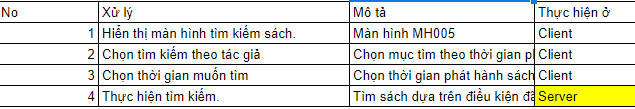 No Xử lý Mô tả Thực hiện ở
1 Hiển thị màn hình tìm kiếm sách. Màn hình MH005 Client
2 Chọn tìm kiếm theo tác giả Chọn mục tìm theo thời gian Client
3 Chọn thời gian muốn tìm Chọn thời gian phát hành sách Client
4 Thực hiện tìm kiếm. Tìm sách dựa trên điều kiện Server